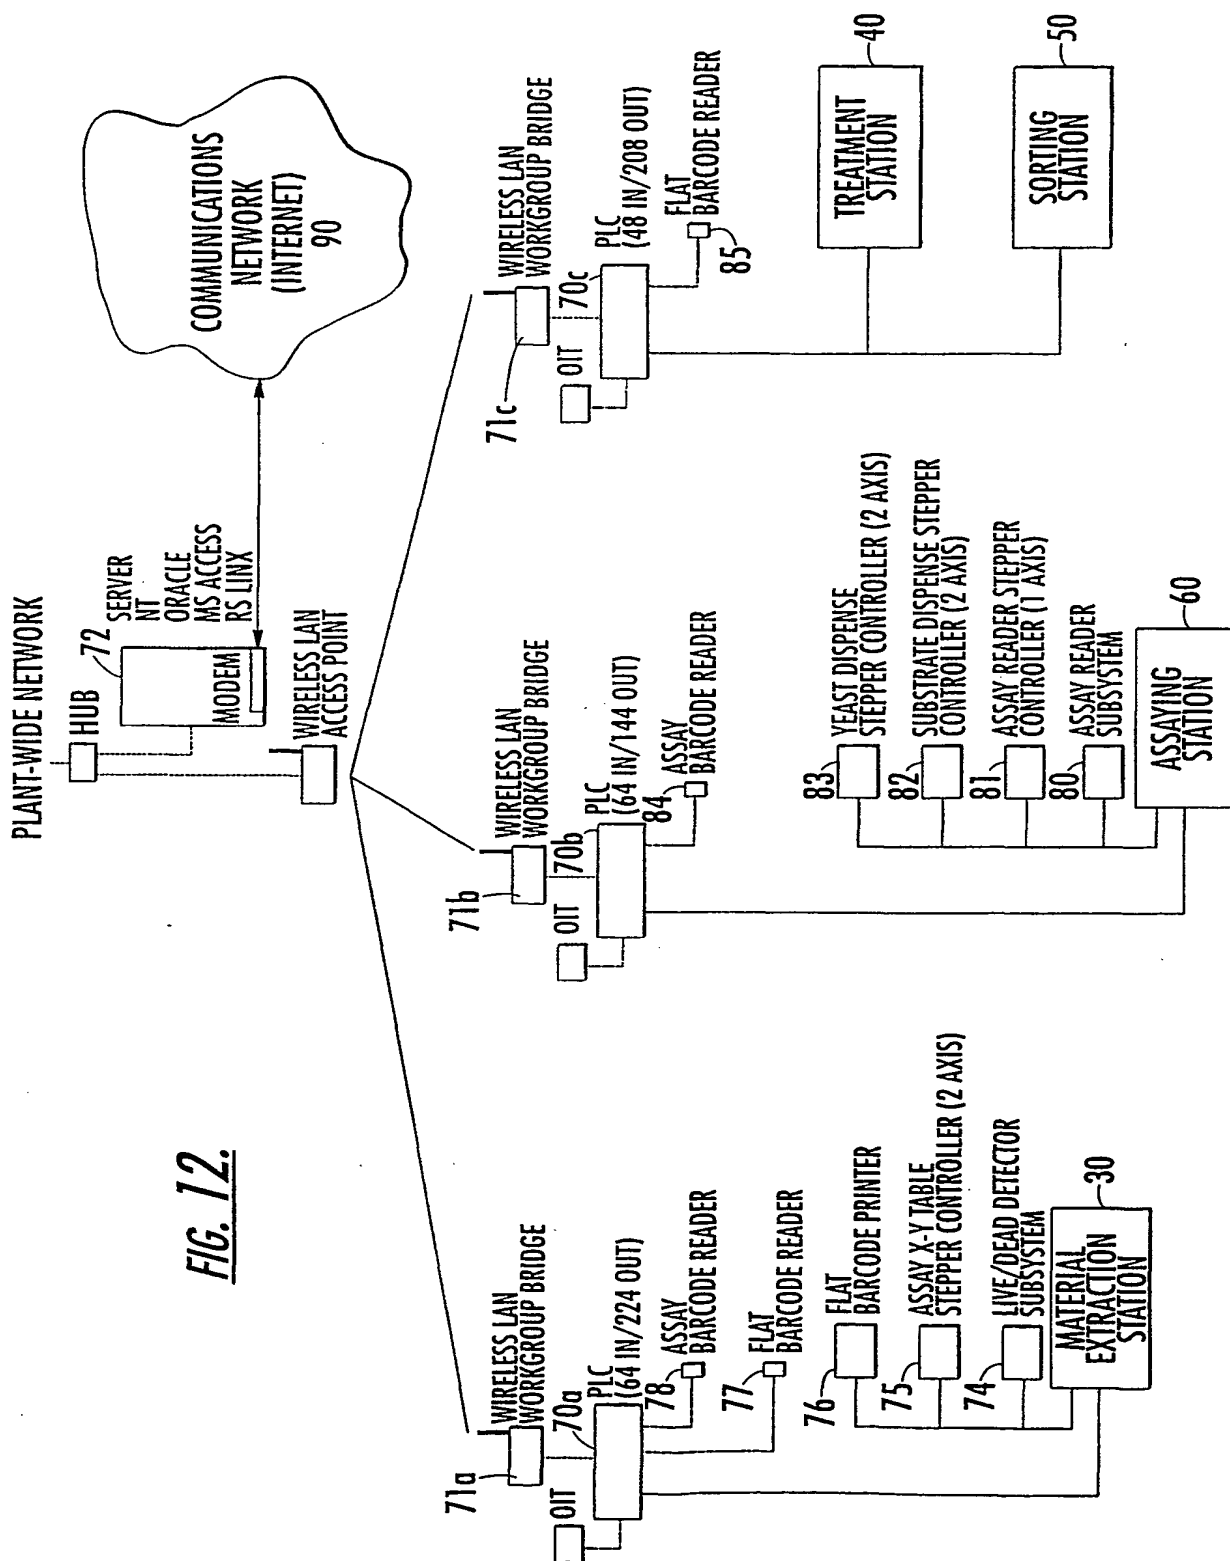 PLANT-WIDE NETWORK
HUB
72
SERVER
NT
ORACLE
MS ACCESS
RS LINX
MODEM
WIRELESS LAN
ACCESS POINT
COMMUNICATIONS
NETWORK
(INTERNET)
90
FIG. 12.
71a
WIRELESS LAN
WORKGROUP BRIDGE
OIT
70a
PLC
(64 IN/224 OUT)
78
ASSAY
BARCODE READER
77
FLAT
BARCODE READER
76
FLAT
BARCODE PRINTER
75
ASSAY X-Y TABLE
STEPPER CONTROLLER (2 AXIS)
74
LIVE/DEAD DETECTOR
SUBSYSTEM
MATERIAL
EXTRACTION
STATION
30
71b
WIRELESS LAN
WORKGROUP BRIDGE
OIT
70b
PLC
(64 IN/144 OUT)
84
ASSAY
BARCODE READER
83
YEAST DISPENSE
STEPPER CONTROLLER (2 AXIS)
82
SUBSTRATE DISPENSE STEPPER
CONTROLLER (2 AXIS)
81
ASSAY READER STEPPER
CONTROLLER (1 AXIS)
80
ASSAY READER
SUBSYSTEM
ASSAYING
STATION
60
71c
WIRELESS LAN
WORKGROUP BRIDGE
OIT
70c
PLC
(48 IN/208 OUT)
FLAT
BARCODE READER
85
TREATMENT
STATION
40
SORTING
STATION
50